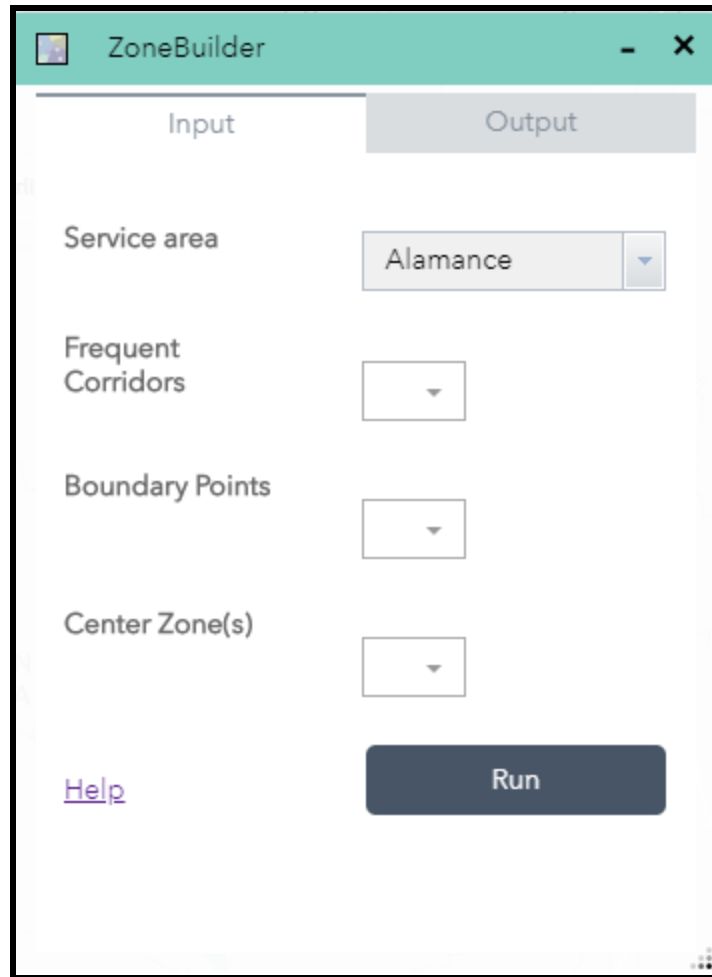 ZoneBuilder
Input
Output
Service area
Alamance
Frequent
Corridors
Boundary Points
Center Zone(s)
Help
Run